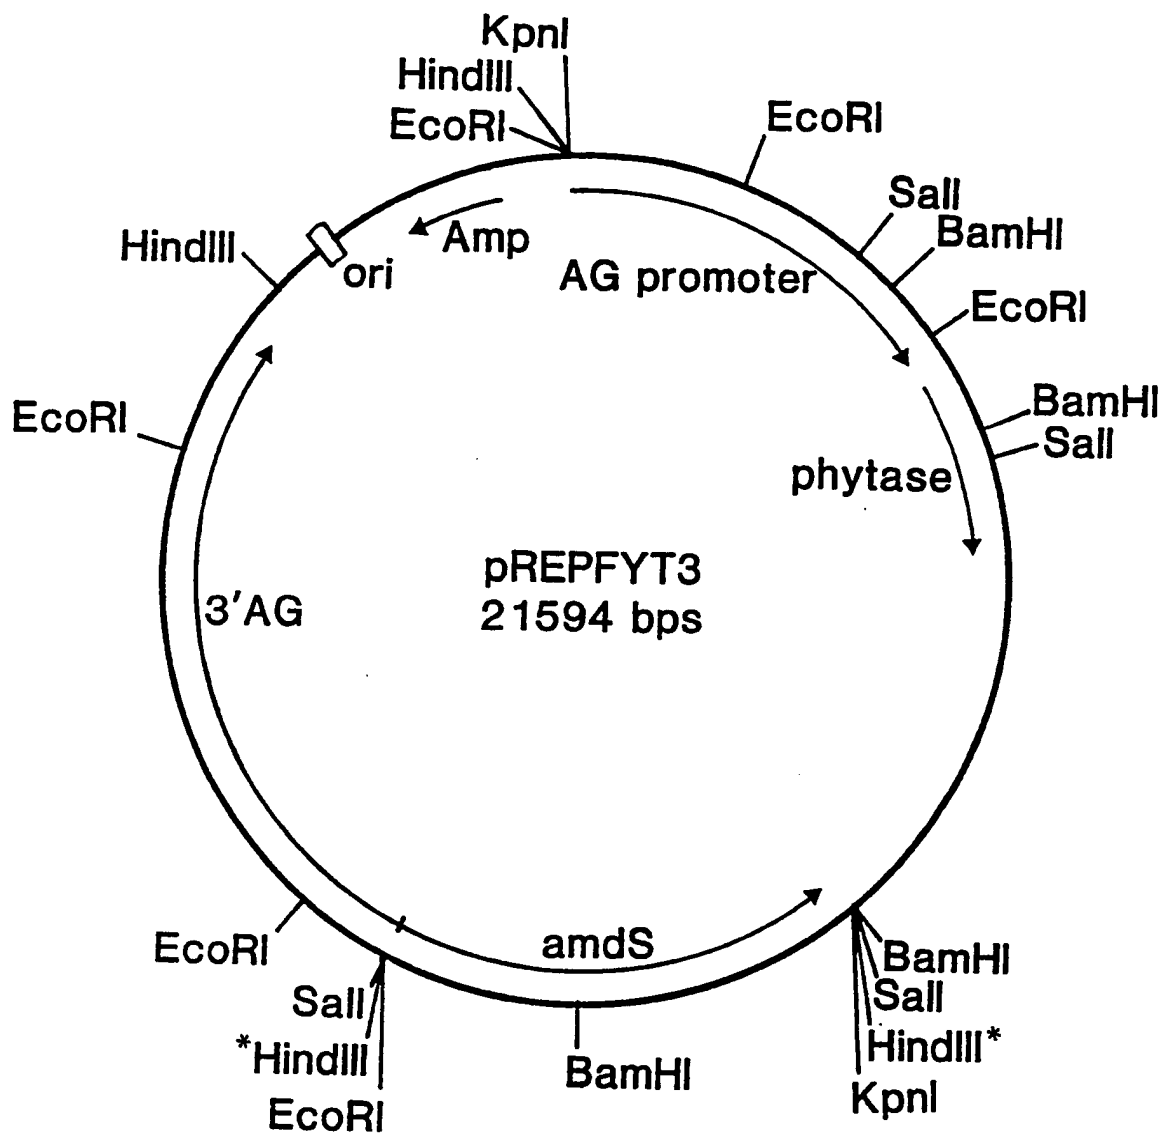 KpnI
HindIII
EcoRI
EcoRI
SalI
BamHI
HindIII
ori
Amp
AG promoter
EcoRI
EcoRI
BamHI
SalI
phytase
pREPFYT3
21594 bps
3'AG
EcoRI
amdS
BamHI
SalI
SalI
*HindIII
HindIII*
EcoRI
BamHI
KpnI